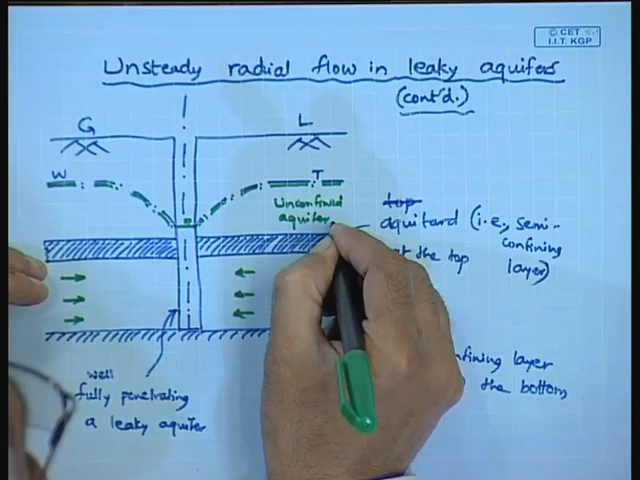 © CET
I.I.T. KGP
Unsteady radial flow in leaky aquifers
(cont'd.)
G L
W T
Unconfined
aquifer
top
aquitard (i.e., semi-
confining
at the top layer)
well
fully penetrating
a leaky aquifer
layer
the bottom